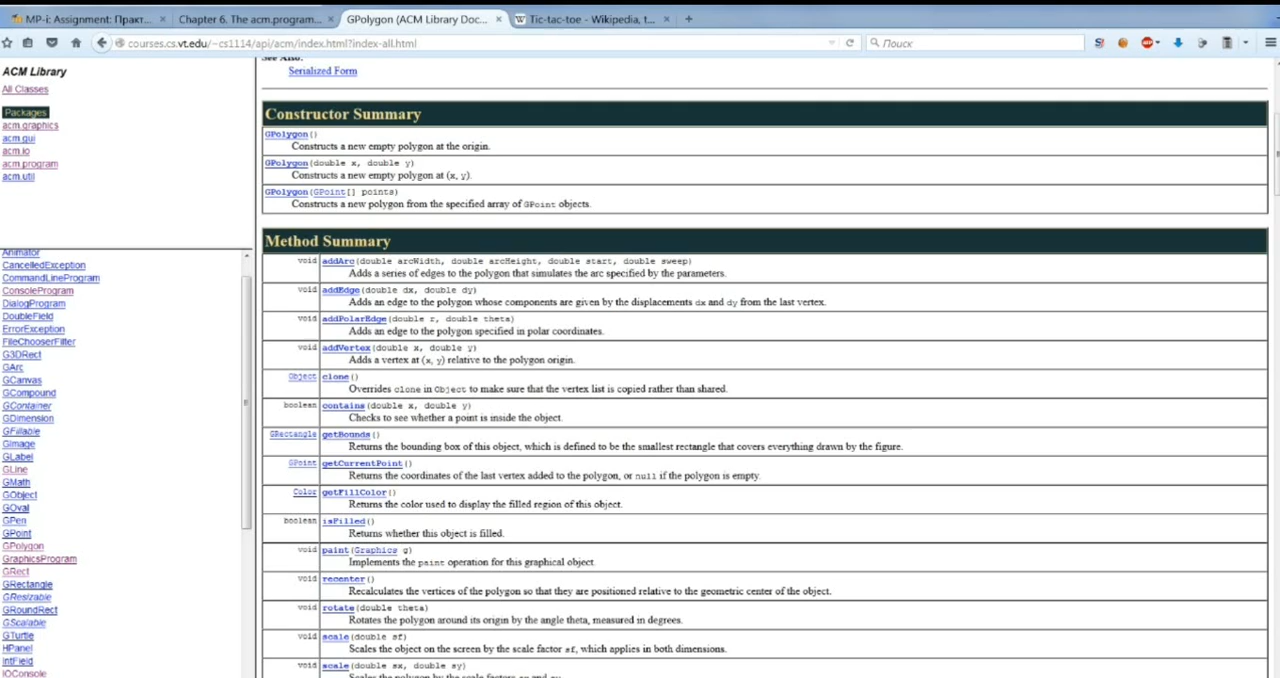 MP-i: Assignment: Практ...
Chapter 6. The acm.program...
GPolygon (ACM Library Doc...
Tic-tac-toe - Wikipedia, t...
courses.cs.vt.edu/~cs1114/api/acm/index.html?index-all.html
Поиск
ACM Library
All Classes
Packages
acm.graphics
acm.gui
acm.io
acm.program
acm.util
Animator
CancelledException
CommandLineProgram
ConsoleProgram
DialogProgram
DoubleField
ErrorException
FileChooserFilter
G3DRect
GArc
GCanvas
GCompound
GContainer
GDimension
GFillable
GImage
GLabel
GLine
GMath
GObject
GOval
GPen
GPoint
GPolygon
GraphicsProgram
GRect
GRectangle
GResizable
GRoundRect
GScalable
GTurtle
HPanel
IntField
IOConsole
See Also:
Serialized Form
Constructor Summary
GPolygon()
Constructs a new empty polygon at the origin.
GPolygon(double x, double y)
Constructs a new empty polygon at (x, y).
GPolygon(GPoint[] points)
Constructs a new polygon from the specified array of GPoint objects.
Method Summary
void addArc(double arcWidth, double arcHeight, double start, double sweep)
Adds a series of edges to the polygon that simulates the arc specified by the parameters.
void addEdge(double dx, double dy)
Adds an edge to the polygon whose components are given by the displacements dx and dy from the last vertex.
void addPolarEdge(double r, double theta)
Adds an edge to the polygon specified in polar coordinates.
void addVertex(double x, double y)
Adds a vertex at (x, y) relative to the polygon origin.
Object clone()
Overrides clone in Object to make sure that the vertex list is copied rather than shared.
boolean contains(double x, double y)
Checks to see whether a point is inside the object.
GRectangle getBounds()
Returns the bounding box of this object, which is defined to be the smallest rectangle that covers everything drawn by the figure.
GPoint getCurrentPoint()
Returns the coordinates of the last vertex added to the polygon, or null if the polygon is empty.
Color getFillColor()
Returns the color used to display the filled region of this object.
boolean isFilled()
Returns whether this object is filled.
void paint(Graphics g)
Implements the paint operation for this graphical object.
void recenter()
Recalculates the vertices of the polygon so that they are positioned relative to the geometric center of the object.
void rotate(double theta)
Rotates the polygon around its origin by the angle theta, measured in degrees.
void scale(double sf)
Scales the object on the screen by the scale factor sf, which applies in both dimensions.
void scale(double sx, double sy)
Scales the polygon by the scale factors sx and sy.